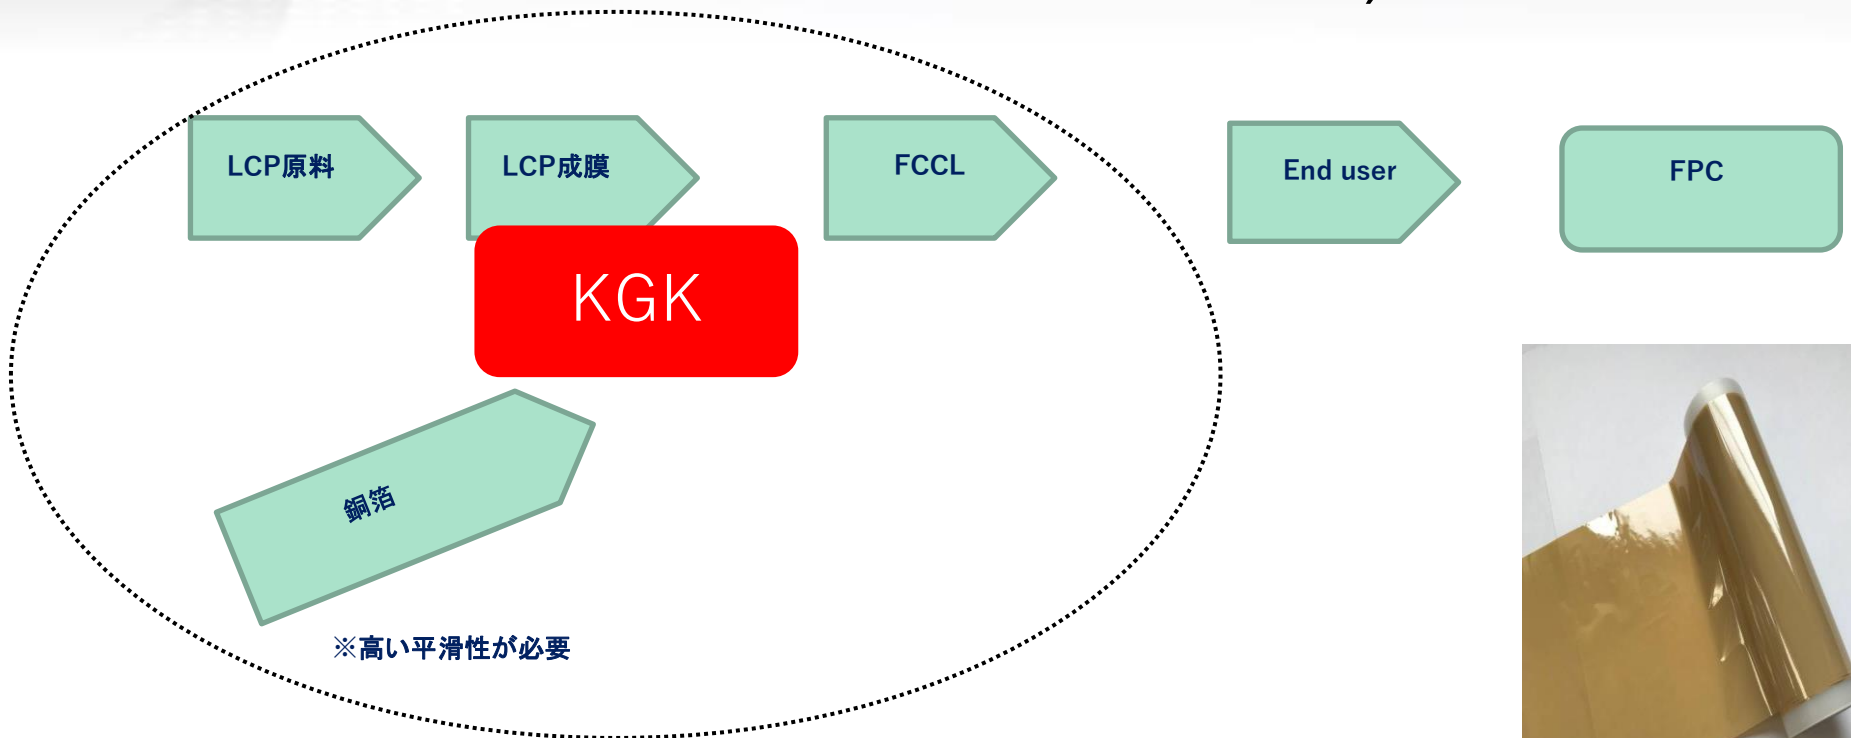 LCP原料
LCP成膜
FCCL
End user
FPC
KGK
銅箔
※高い平滑性が必要